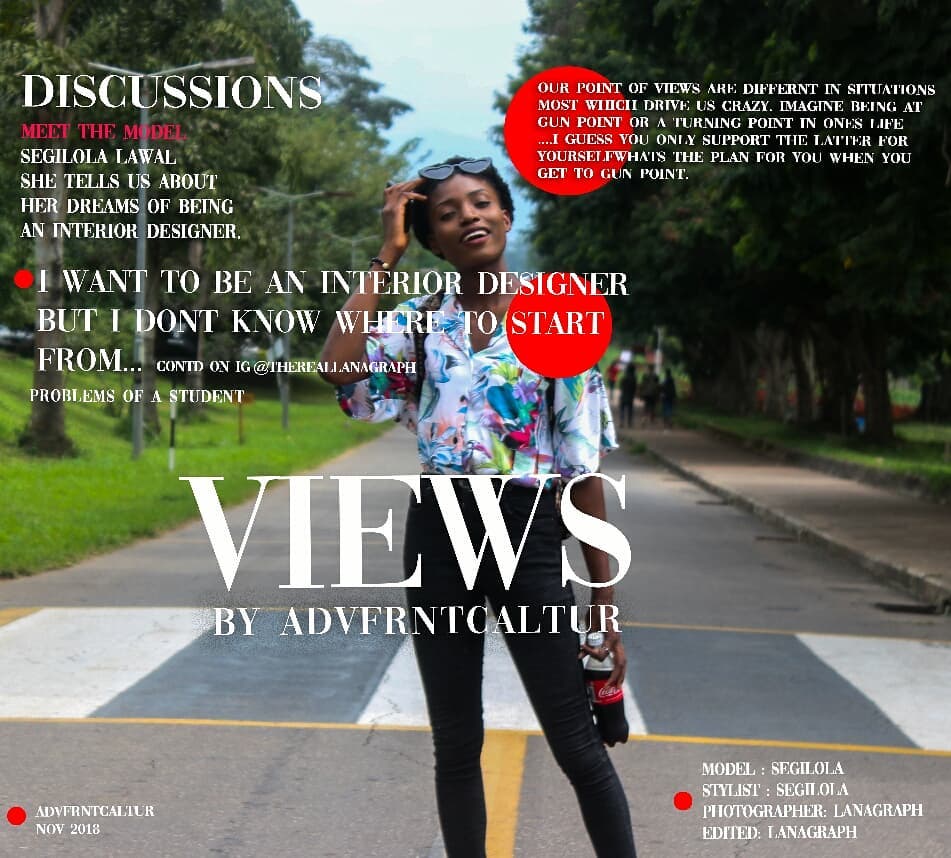 DISCUSSIONS
MEET THE MODEL
SEGILOLA LAWAL
SHE TELLS US ABOUT
HER DREAMS OF BEING
AN INTERIOR DESIGNER.
OUR POINT OF VIEWS ARE DIFFERNT IN SITUATIONS
MOST WHICH DRIVE US CRAZY. IMAGINE BEING AT
GUN POINT OR A TURNING POINT IN ONES LIFE
....I GUESS YOU ONLY SUPPORT THE LATTER FOR
YOURSELFWHATS THE PLAN FOR YOU WHEN YOU
GET TO GUN POINT.
I WANT TO BE AN INTERIOR DESIGNER
BUT I DONT KNOW WHERE TO START
FROM... CONTD ON IG @THEREALLANAGRAPH
PROBLEMS OF A STUDENT
VIEWS
BY ADVFRNTCALTUR
Coca-Cola
ADVFRNTCALTUR
NOV 2018
MODEL : SEGILOLA
STYLIST : SEGILOLA
PHOTOGRAPHER: LANAGRAPH
EDITED: LANAGRAPH